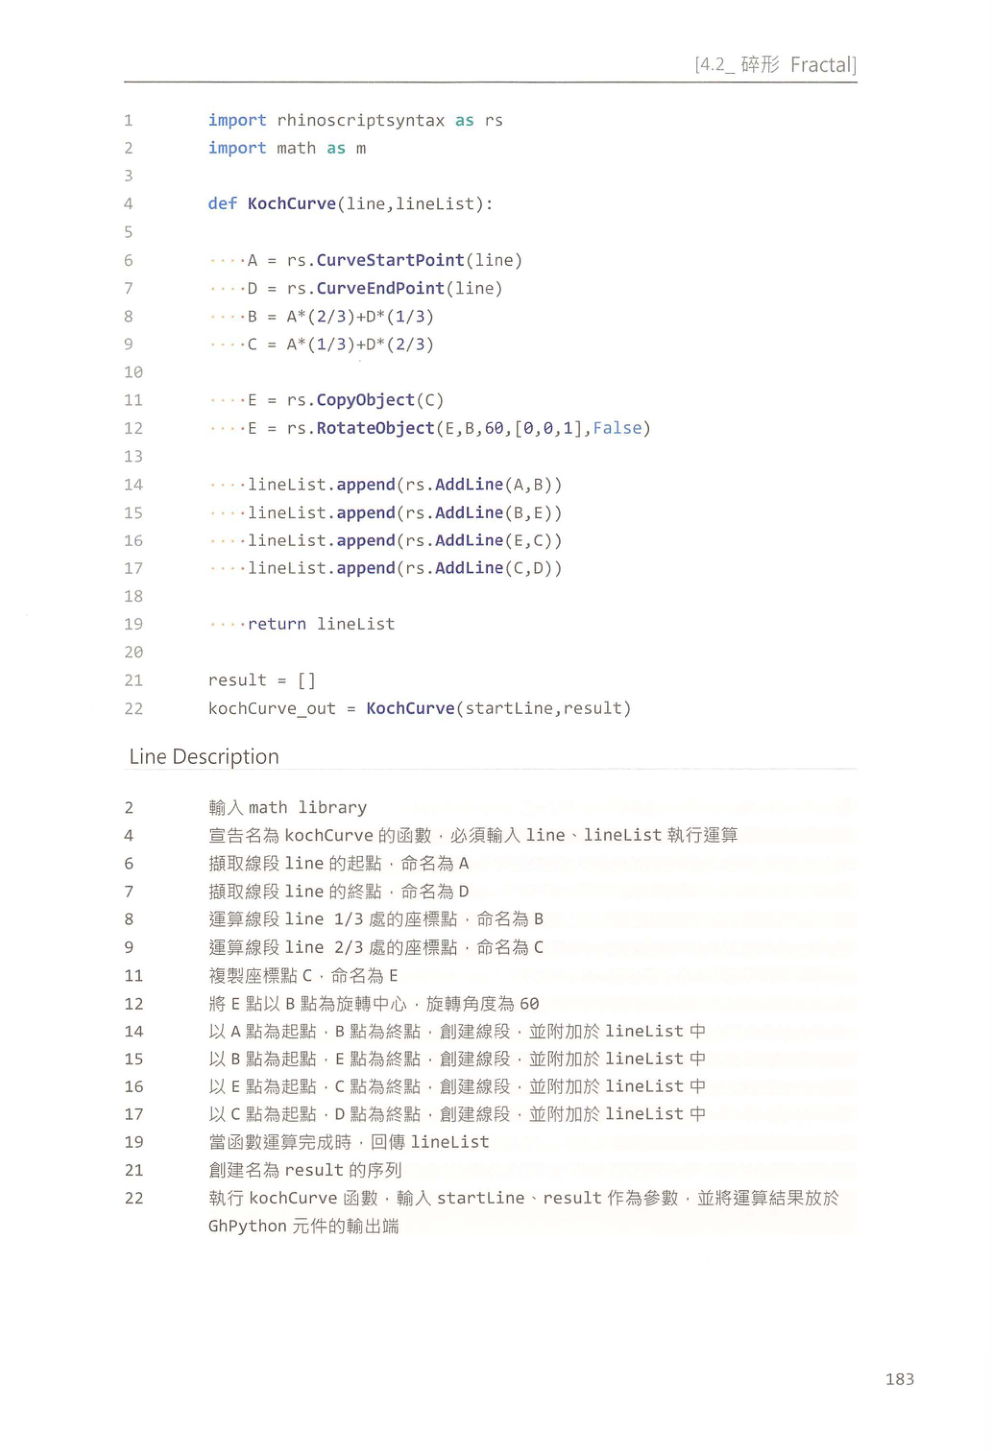 [4.2_ 碎形 Fractal]
1 import rhinoscriptsyntax as rs
2 import math as m
3
4 def KochCurve(line,lineList):
5
6 ····A = rs.CurveStartPoint(line)
7 ····D = rs.CurveEndPoint(line)
8 ····B = A*(2/3)+D*(1/3)
9 ····C = A*(1/3)+D*(2/3)
10
11 ····E = rs.CopyObject(C)
12 ····E = rs.RotateObject(E,B,60,[0,0,1],False)
13
14 ····lineList.append(rs.AddLine(A,B))
15 ····lineList.append(rs.AddLine(B,E))
16 ····lineList.append(rs.AddLine(E,C))
17 ····lineList.append(rs.AddLine(C,D))
18
19 ····return lineList
20
21 result = []
22 kochCurve_out = KochCurve(startLine,result)
Line Description
2 輸入 math library
4 宣告名為 kochCurve 的函數，必須輸入 line、lineList 執行運算
6 擷取線段 line 的起點，命名為 A
7 擷取線段 line 的終點，命名為 D
8 運算線段 line 1/3 處的座標點，命名為 B
9 運算線段 line 2/3 處的座標點，命名為 C
11 複製座標點 C，命名為 E
12 將 E 點以 B 點為旋轉中心，旋轉角度為 60
14 以 A 點為起點，B 點為終點，創建線段，並附加於 lineList 中
15 以 B 點為起點，E 點為終點，創建線段，並附加於 lineList 中
16 以 E 點為起點，C 點為終點，創建線段，並附加於 lineList 中
17 以 C 點為起點，D 點為終點，創建線段，並附加於 lineList 中
19 當函數運算完成時，回傳 lineList
21 創建名為 result 的序列
22 執行 kochCurve 函數，輸入 startLine、result 作為參數，並將運算結果放於
GhPython 元件的輸出端
183